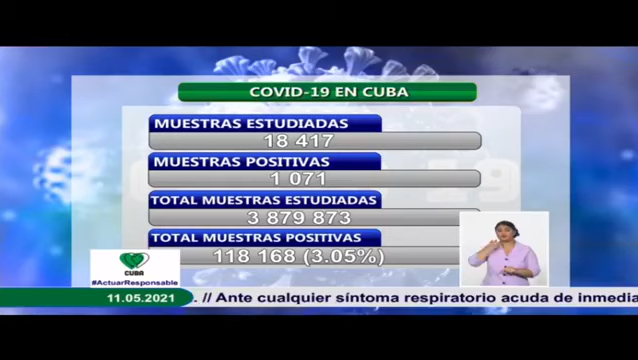 COVID-19 EN CUBA
MUESTRAS ESTUDIADAS
18 417
MUESTRAS POSITIVAS
1 071
TOTAL MUESTRAS ESTUDIADAS
3 879 873
TOTAL MUESTRAS POSITIVAS
118 168 (3.05%)
CUBA
#ActuarResponsable
11.05.2021
. // Ante cualquier síntoma respiratorio acuda de inmedia